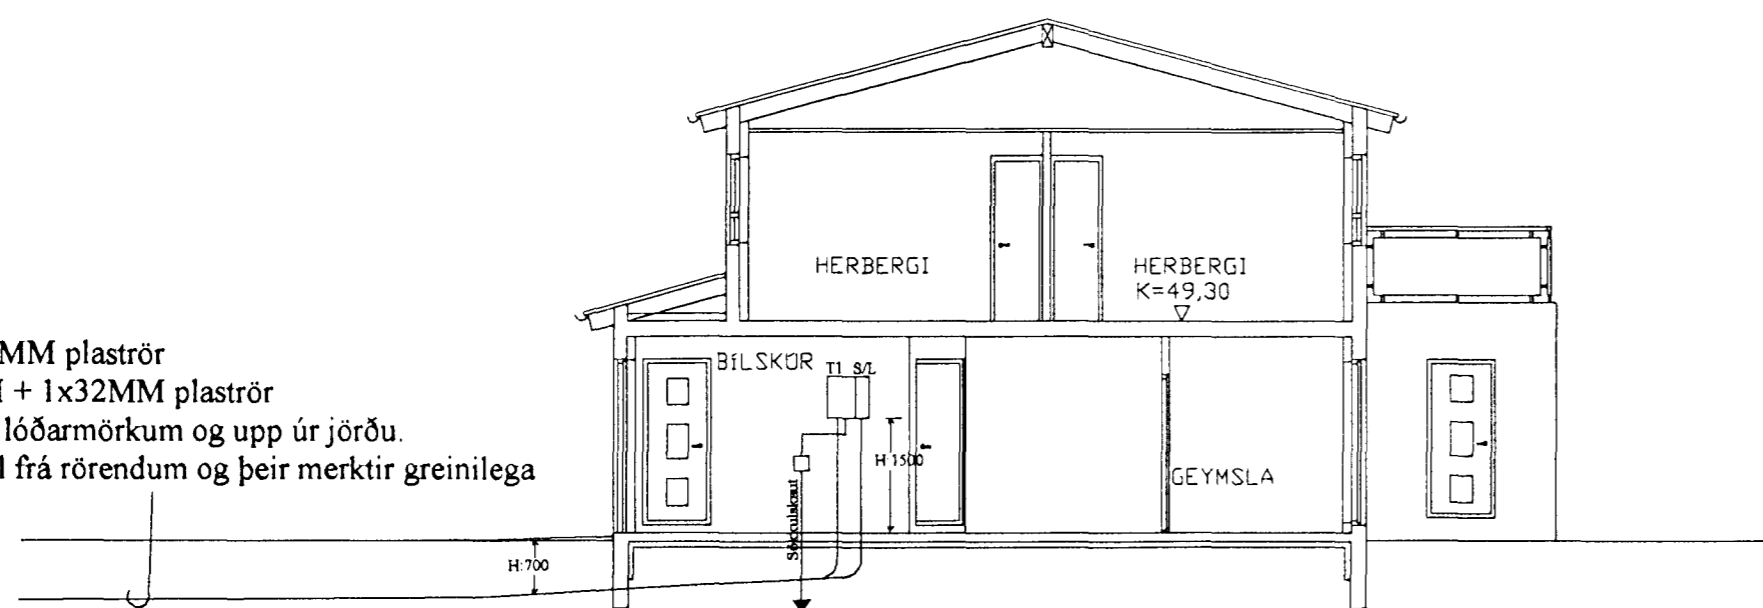 HERBERGI
HERBERGI
K=49,30
MM plaströr
+ 1x32MM plaströr
lóðarmörkum og upp úr jörðu.
frá rörendum og þeir merktir greinilega
BÍLSKÚR
T1 S/L
H:1500
GEYMSLA
Sökkulskaut
H:700